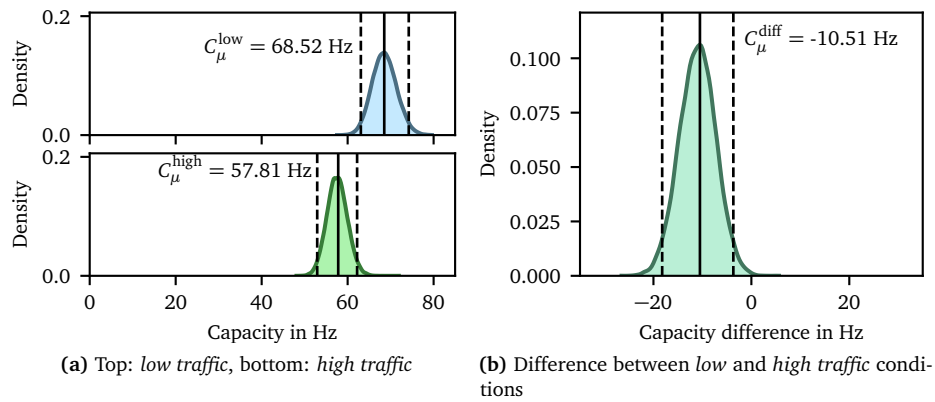 0.2
Density
0.0
C_μ^low = 68.52 Hz
0.2
Density
0.0
C_μ^high = 57.81 Hz
0 20 40 60 80
Capacity in Hz
(a) Top: low traffic, bottom: high traffic
0.100
0.075
0.050
0.025
0.000
Density
C_μ^diff = -10.51 Hz
−20 0 20
Capacity difference in Hz
(b) Difference between low and high traffic condi-
tions